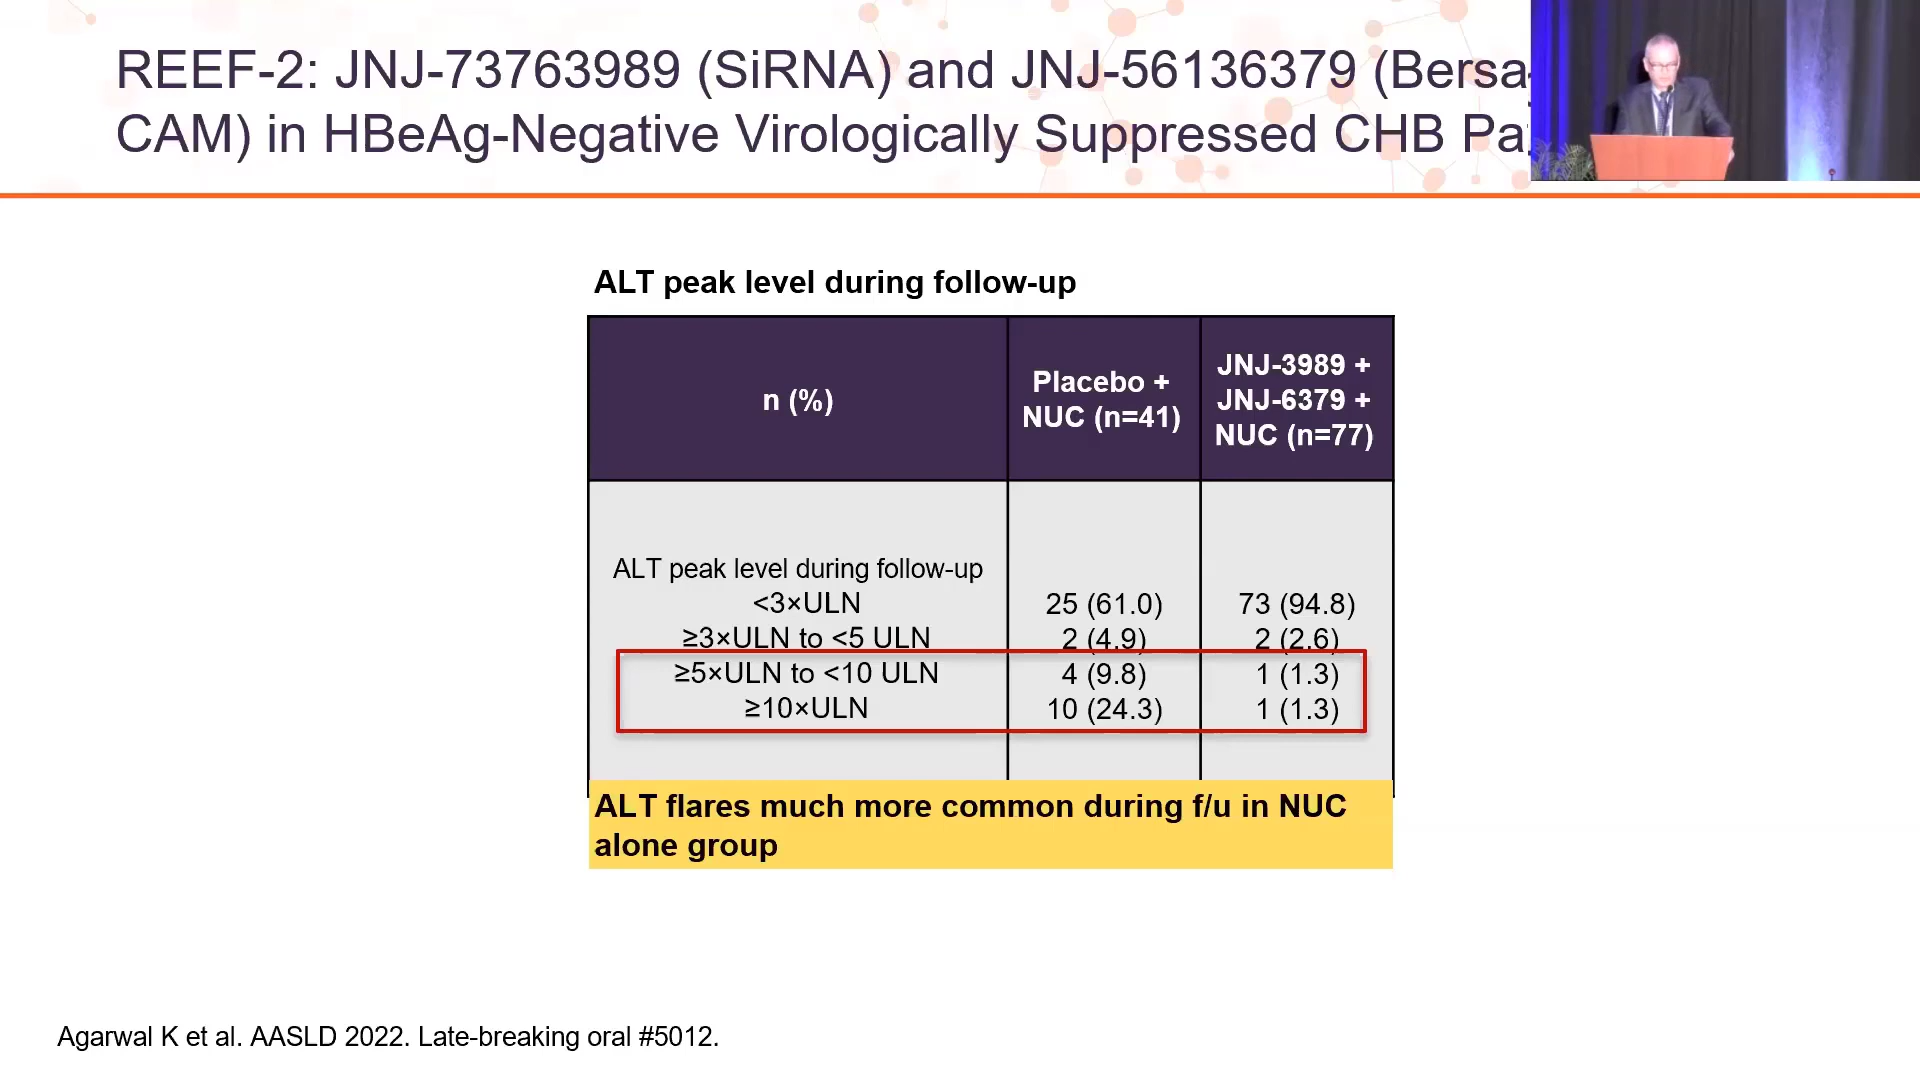 REEF-2: JNJ-73763989 (SiRNA) and JNJ-56136379 (Bersa
CAM) in HBeAg-Negative Virologically Suppressed CHB Pa
ALT peak level during follow-up
n (%)
Placebo +
NUC (n=41)
JNJ-3989 +
JNJ-6379 +
NUC (n=77)
ALT peak level during follow-up
<3×ULN 25 (61.0) 73 (94.8)
≥3×ULN to <5 ULN 2 (4.9) 2 (2.6)
≥5×ULN to <10 ULN 4 (9.8) 1 (1.3)
≥10×ULN 10 (24.3) 1 (1.3)
ALT flares much more common during f/u in NUC
alone group
Agarwal K et al. AASLD 2022. Late-breaking oral #5012.